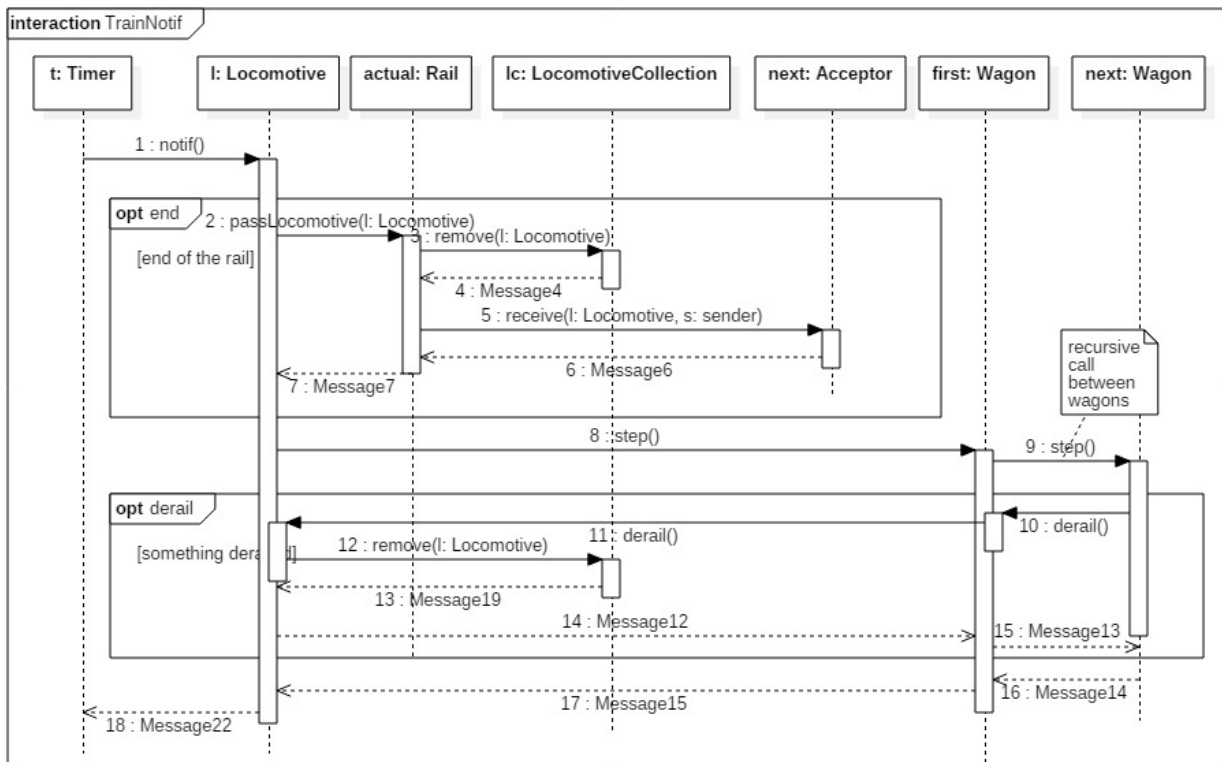 interaction TrainNotif
t: Timer
l: Locomotive
actual: Rail
lc: LocomotiveCollection
next: Acceptor
first: Wagon
next: Wagon
1 : notif()
opt end
2 : passLocomotive(l: Locomotive)
3 : remove(l: Locomotive)
[end of the rail]
4 : Message4
5 : receive(l: Locomotive, s: sender)
6 : Message6
7 : Message7
recursive
call
between
wagons
8 : step()
9 : step()
opt derail
10 : derail()
11 : derail()
12 : remove(l: Locomotive)
[something
13 : Message19
14 : Message12
15 : Message13
16 : Message14
17 : Message15
18 : Message22